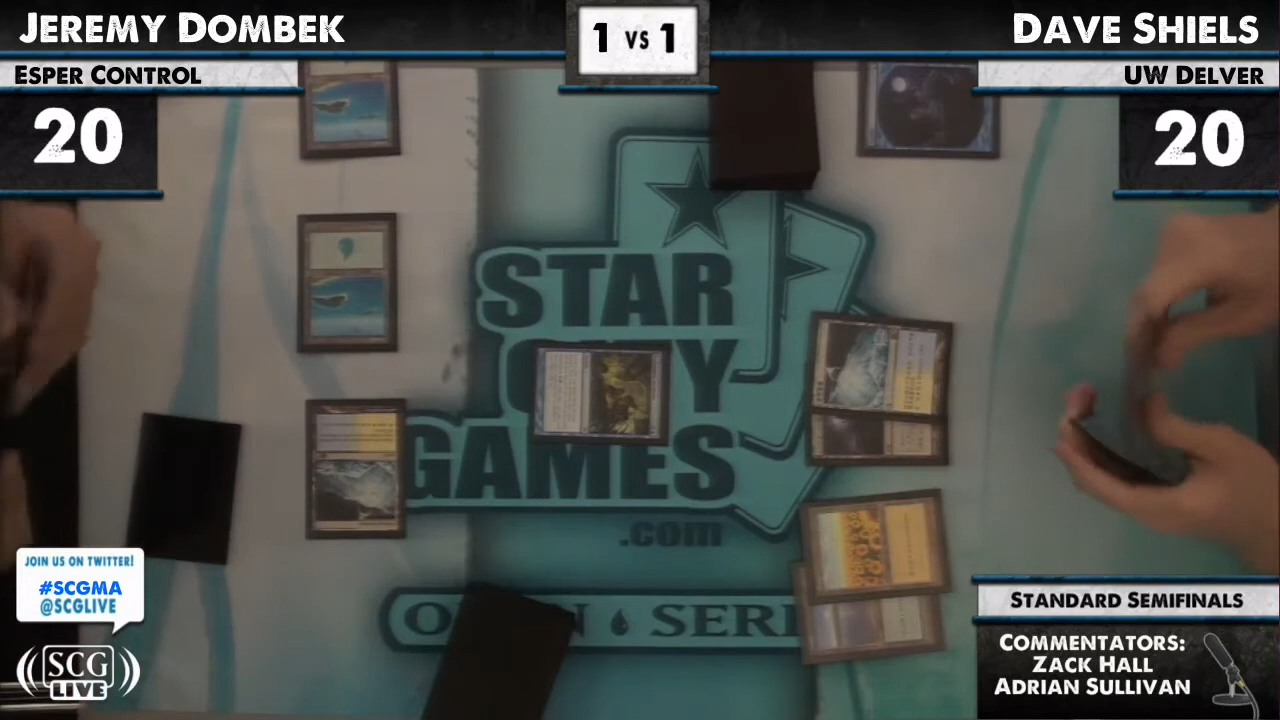 JEREMY DOMBEK
1 VS 1
DAVE SHIELS
ESPER CONTROL
UW DELVER
20
20
STAR
CITY
GAMES
.com
JOIN US ON TWITTER!
#SCGMA
@SCGLIVE
SCG
LIVE
STANDARD SEMIFINALS
COMMENTATORS:
ZACK HALL
ADRIAN SULLIVAN